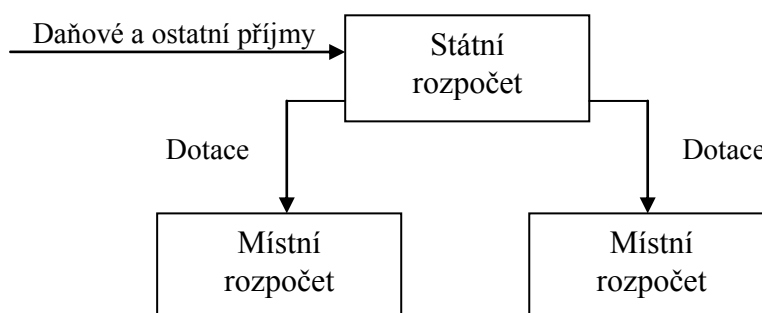 Daňové a ostatní příjmy
Státní
rozpočet
Dotace
Dotace
Místní
rozpočet
Místní
rozpočet